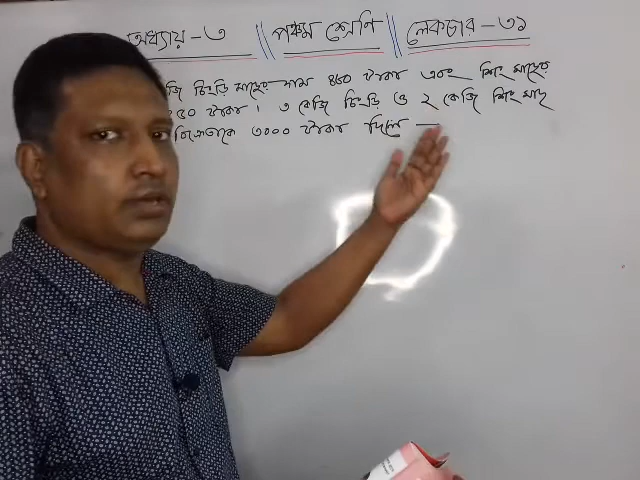 অধ্যায় - ৩ || পঞ্চম শ্রেণি || লেকচার - ৩১
জি চিংড়ি মাছের দাম ৪৫০ টাকা এবং শিং মাছের
৫০ টাকা । ৩ কেজি চিংড়ি ও ২ কেজি শিং মাছ
বিক্রেতাকে ৩০০০ টাকা দিলে —